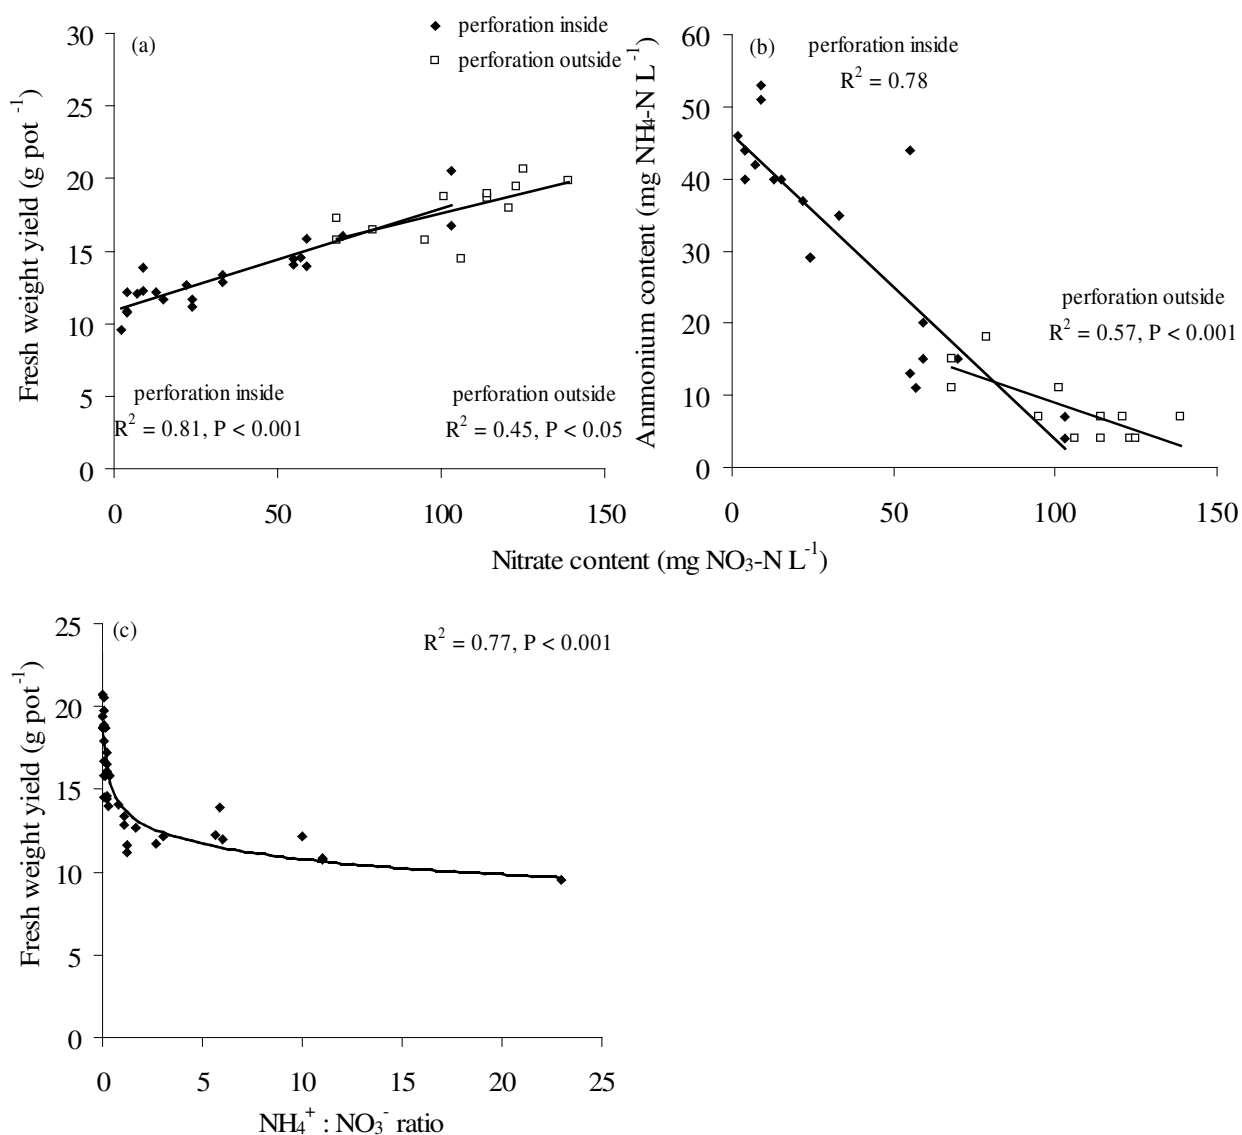 (a)
perforation inside
perforation outside
30
25
20
15
10
5
0
Fresh weight yield (g pot⁻¹)
perforation inside
R² = 0.81, P < 0.001
perforation outside
R² = 0.45, P < 0.05
0 50 100 150
(b)
perforation inside
R² = 0.78
60
50
40
30
20
10
0
Ammonium content (mg NH₄-N L⁻¹)
perforation outside
R² = 0.57, P < 0.001
0 50 100 150
Nitrate content (mg NO₃-N L⁻¹)
(c)
R² = 0.77, P < 0.001
25
20
15
10
5
0
Fresh weight yield (g pot⁻¹)
0 5 10 15 20 25
NH₄⁺ : NO₃⁻ ratio